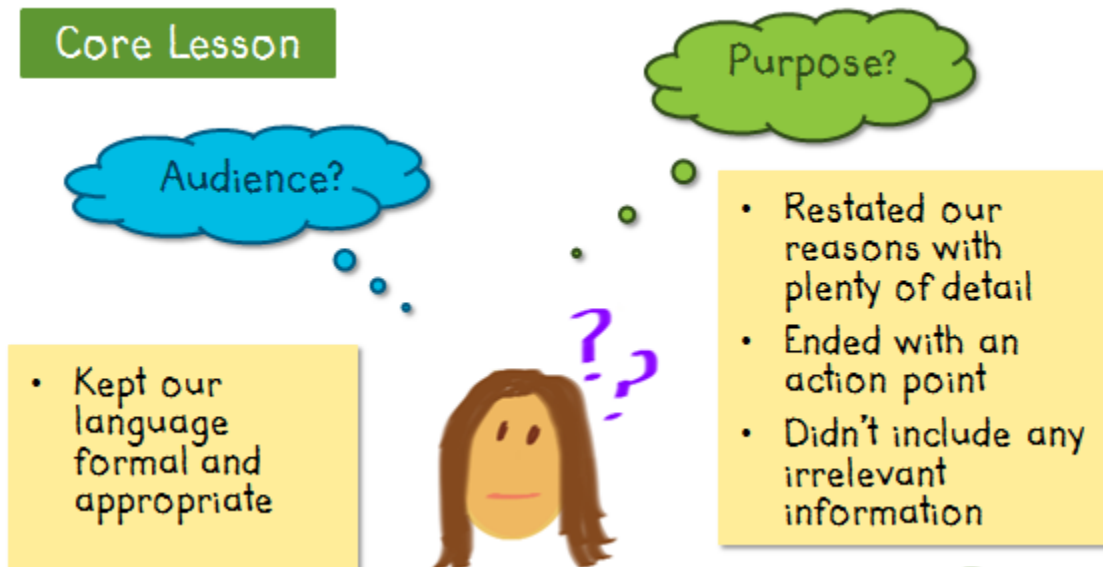 Core Lesson
Purpose?
Audience?
• Restated our
reasons with
plenty of detail
• Ended with an
action point
• Didn't include any
irrelevant
information
• Kept our
language
formal and
appropriate
? ?